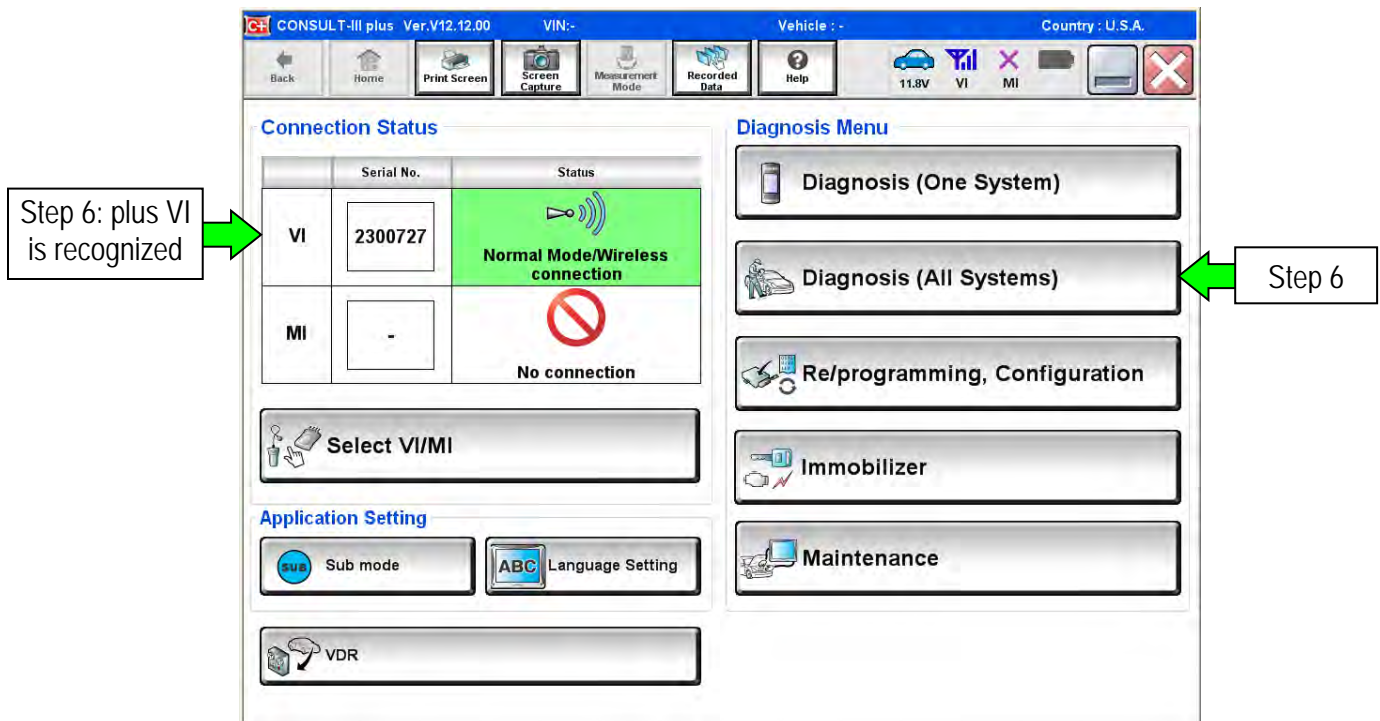 C+ CONSULT-III plus Ver.V12.12.00 VIN:- Vehicle : - Country : U.S.A.
Back Home Print Screen Screen Capture Measurement Mode Recorded Data Help 11.8V VI MI
Connection Status
Serial No. Status
VI 2300727 Normal Mode/Wireless
connection
MI - No connection
Step 6: plus VI
is recognized
Select VI/MI
Application Setting
SUB Sub mode
ABC Language Setting
VDR
Diagnosis Menu
Diagnosis (One System)
Diagnosis (All Systems)
Step 6
Re/programming, Configuration
Immobilizer
Maintenance